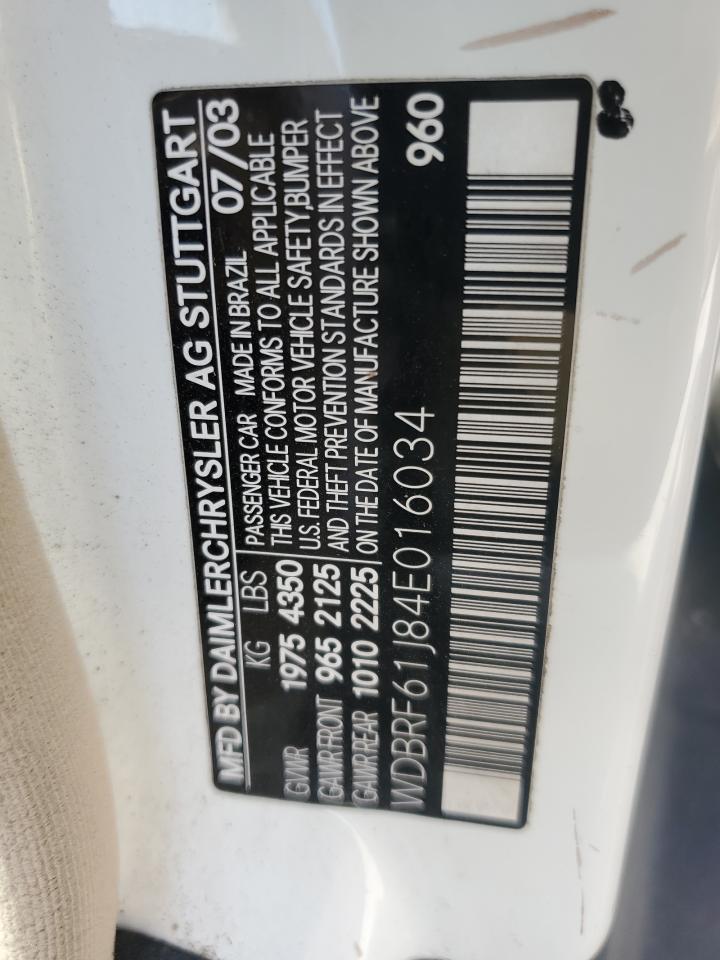 MFD BY DAIMLERCHRYSLER AG STUTTGART
KG LBS PASSENGER CAR MADE IN BRAZIL 07/03
GVWR 1975 4350 THIS VEHICLE CONFORMS TO ALL APPLICABLE
U.S. FEDERAL MOTOR VEHICLE SAFETY,BUMPER
GAWR FRONT 965 2125 AND THEFT PREVENTION STANDARDS IN EFFECT
GAWR REAR 1010 2225 ON THE DATE OF MANUFACTURE SHOWN ABOVE
WDBRF61J84E016034 960